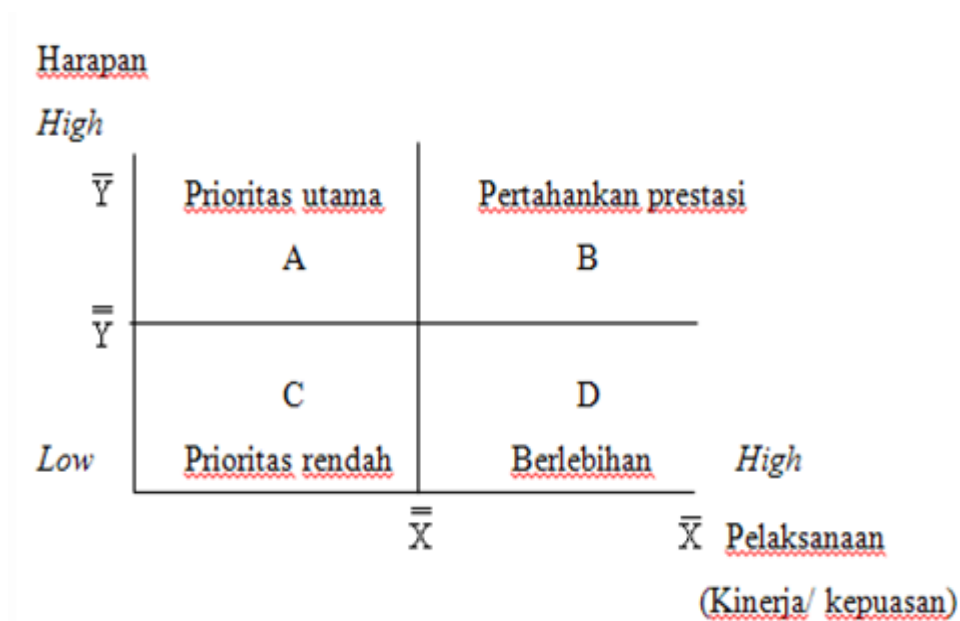 Harapan
High
Y̅ Prioritas utama Pertahankan prestasi
A B
Y̿
C D
Low Prioritas rendah Berlebihan High
X̿ X̅ Pelaksanaan
(Kinerja/ kepuasan)